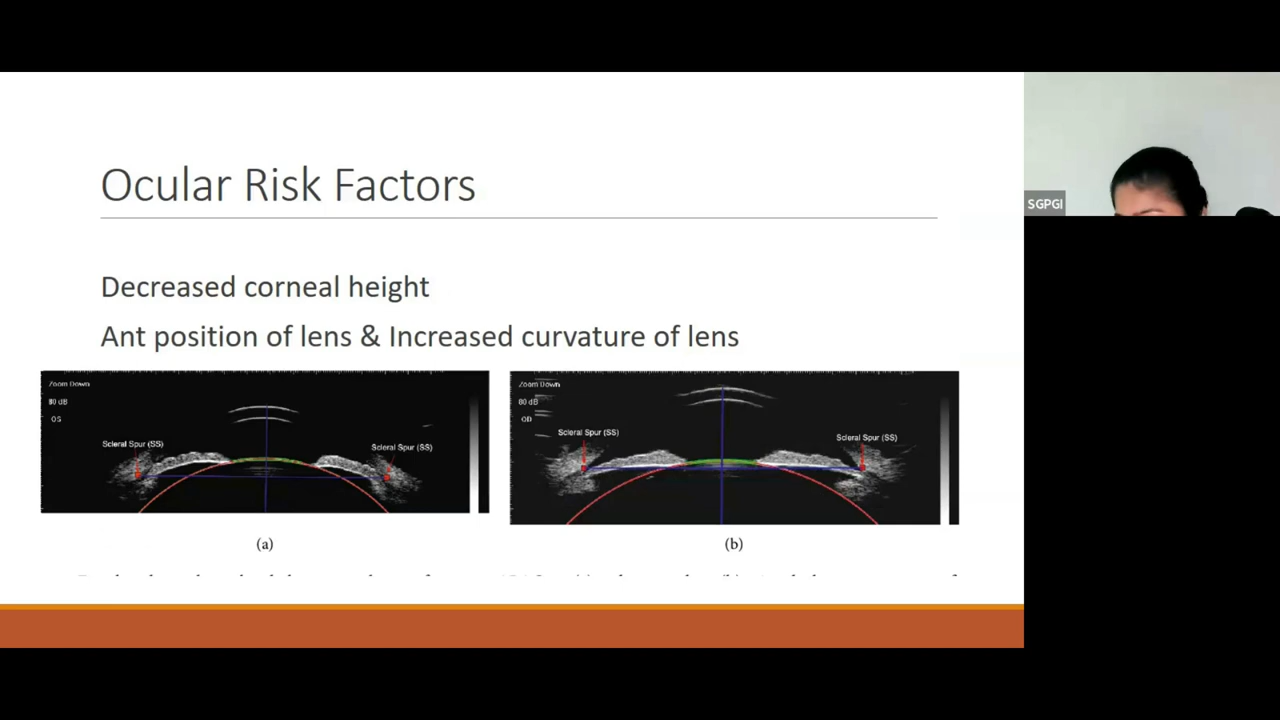 Ocular Risk Factors
Decreased corneal height
Ant position of lens & Increased curvature of lens
Zoom Down
80 dB
OS
Scleral Spur (SS)
Scleral Spur (SS)
(a)
Zoom Down
80 dB
OD
Scleral Spur (SS)
Scleral Spur (SS)
(b)
SGPGI